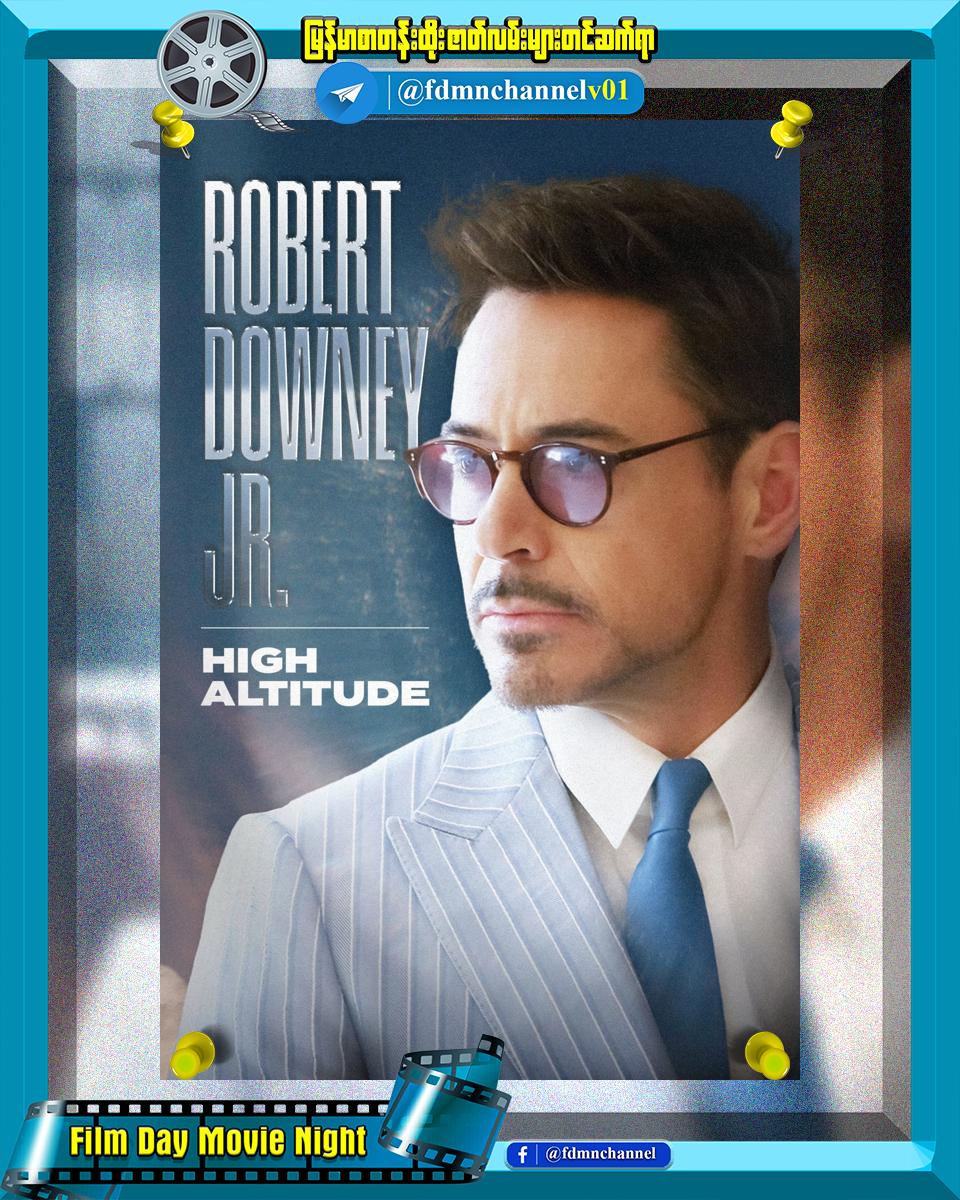 မြန်မာစာတန်းထိုးဇာတ်လမ်းများတင်ဆက်ရာ
@fdmnchannelv01
ROBERT
DOWNEY
JR.
HIGH
ALTITUDE
Film Day Movie Night
f
@fdmnchannel